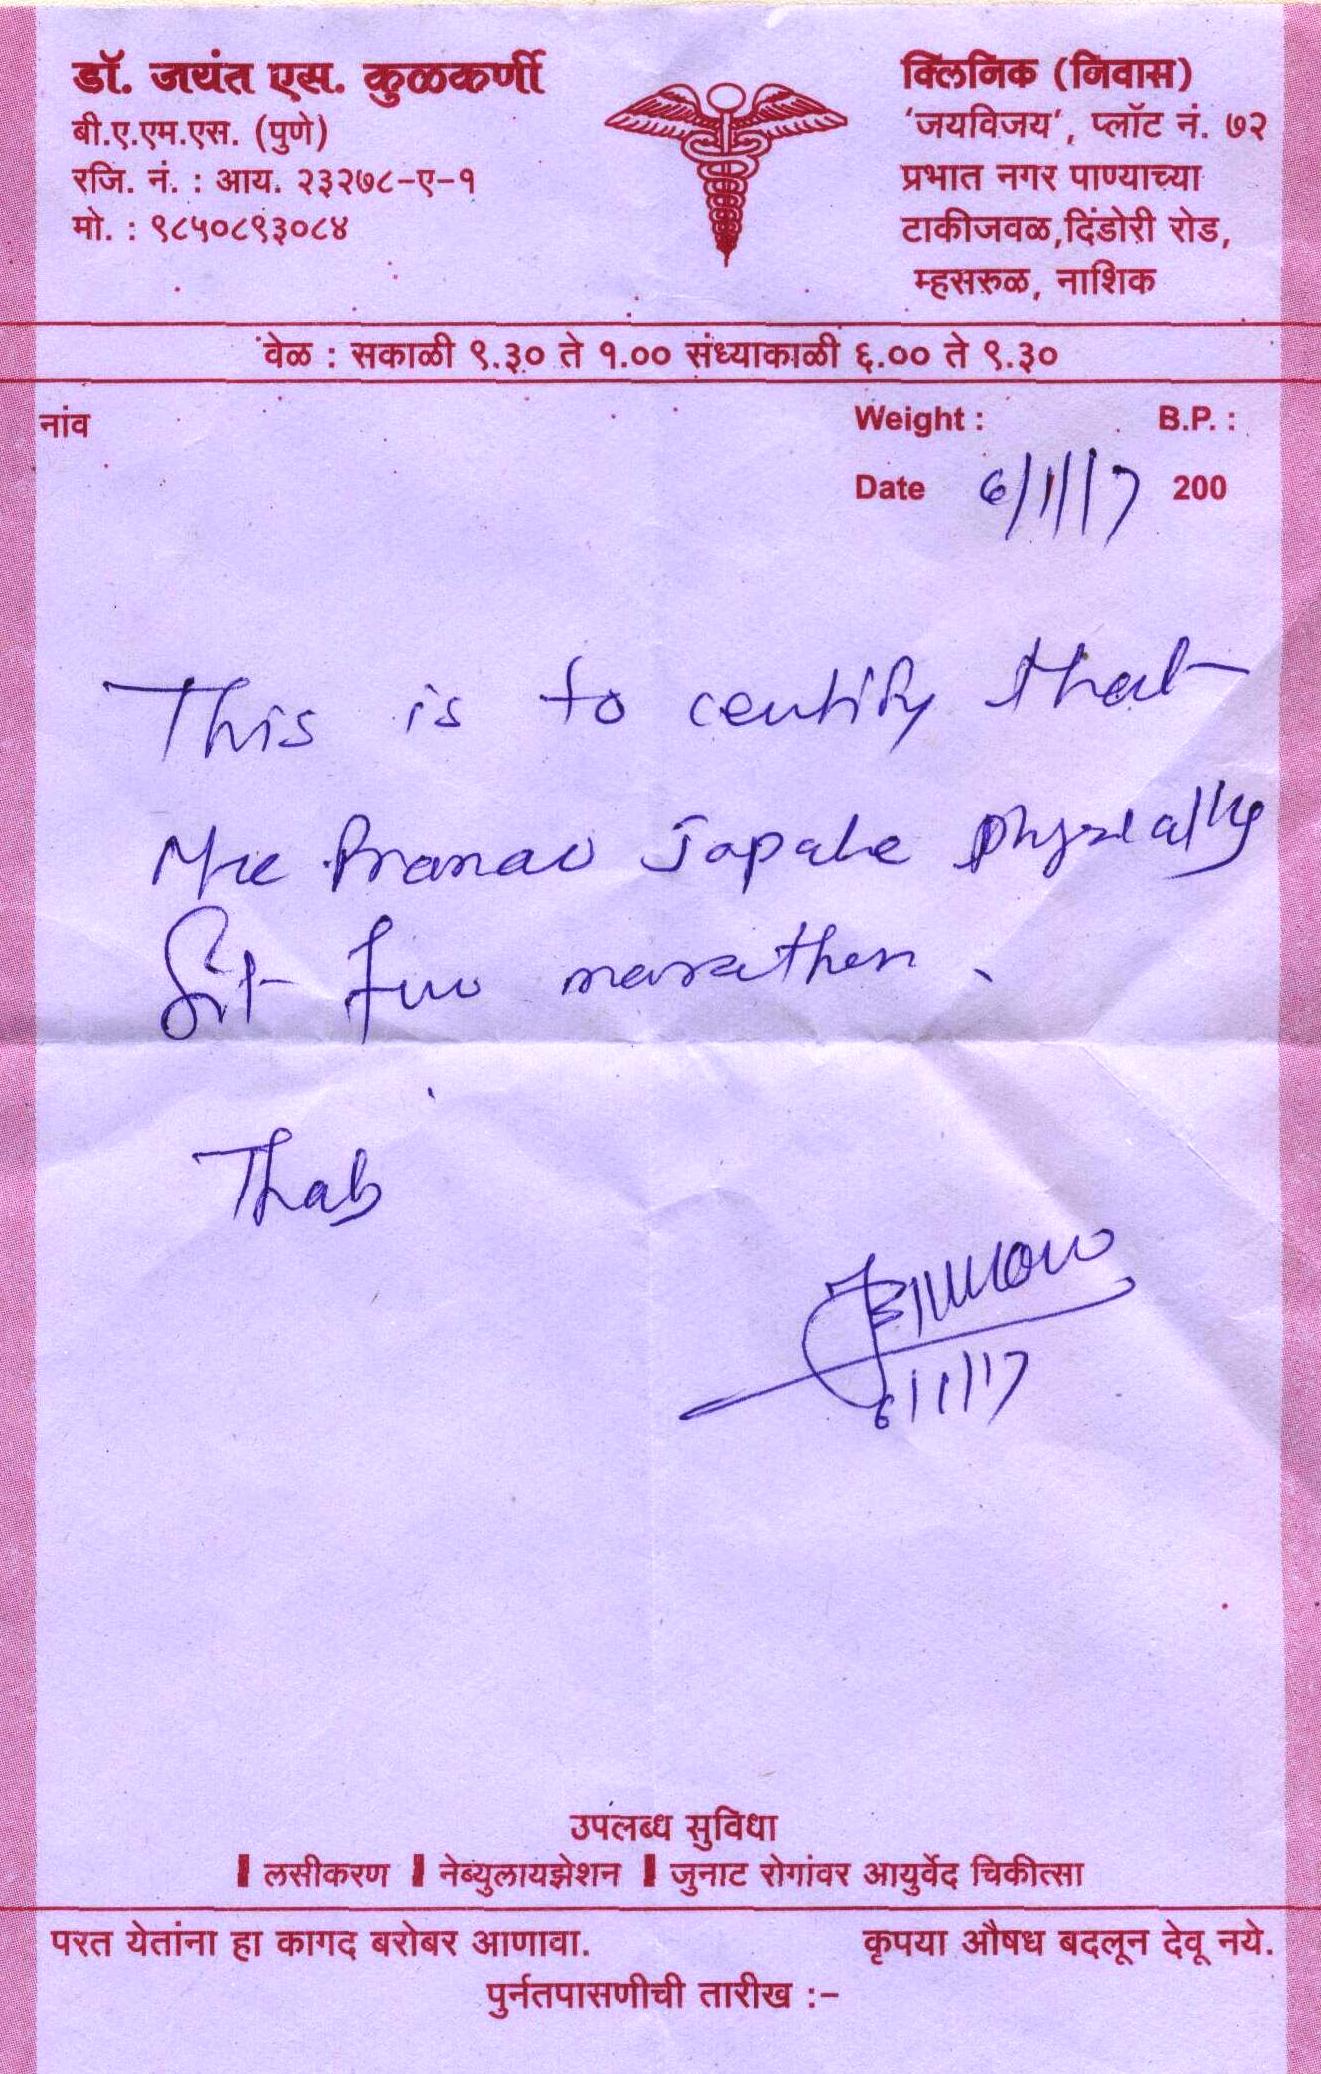 डॉ. जयंत एस. कुळकर्णी
बी.ए.एम.एस. (पुणे)
रजि. नं. : आय. २३२७८-ए-१
मो. : ९८५०८९३०८४
क्लिनिक (निवास)
'जयविजय', प्लॉट नं. ७२
प्रभात नगर पाण्याच्या
टाकीजवळ,दिंडोरी रोड,
म्हसरुळ, नाशिक
वेळ : सकाळी ९.३० ते १.०० संध्याकाळी ६.०० ते ९.३०
नांव
Weight : B.P. :
Date 6/1/17 200
This is to certify that
Pranav physically
fit for marathon.
6/1/17
उपलब्ध सुविधा
लसीकरण नेब्युलायझेशन जुनाट रोगांवर आयुर्वेद चिकीत्सा
परत येतांना हा कागद बरोबर आणावा. कृपया औषध बदलून देवू नये.
पुर्नतपासणीची तारीख :-